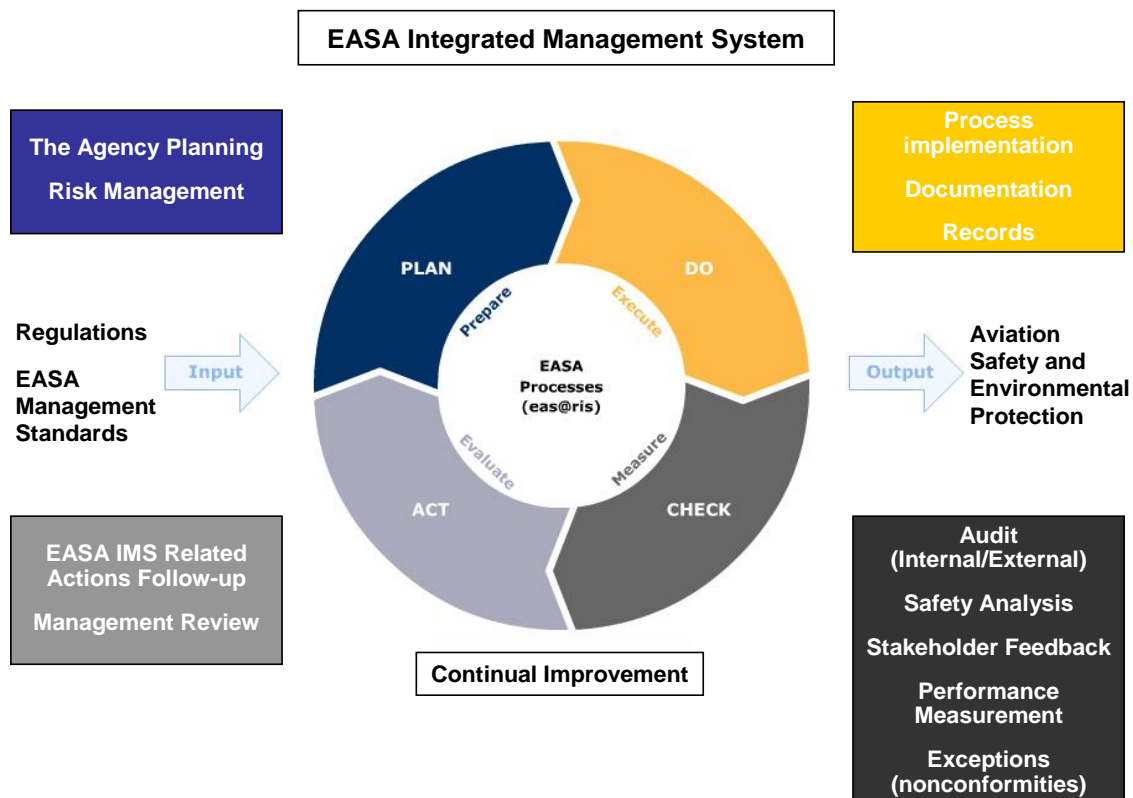 EASA Integrated Management System
The Agency Planning
Risk Management
Process
implementation
Documentation
Records
PLAN
DO
Prepare
Execute
Regulations
EASA
Management
Standards
Input
EASA
Processes
(eas@ris)
Output
Aviation
Safety and
Environmental
Protection
Evaluate
Measure
ACT
CHECK
EASA IMS Related
Actions Follow-up
Management Review
Audit
(Internal/External)
Safety Analysis
Stakeholder Feedback
Performance
Measurement
Exceptions
(nonconformities)
Continual Improvement